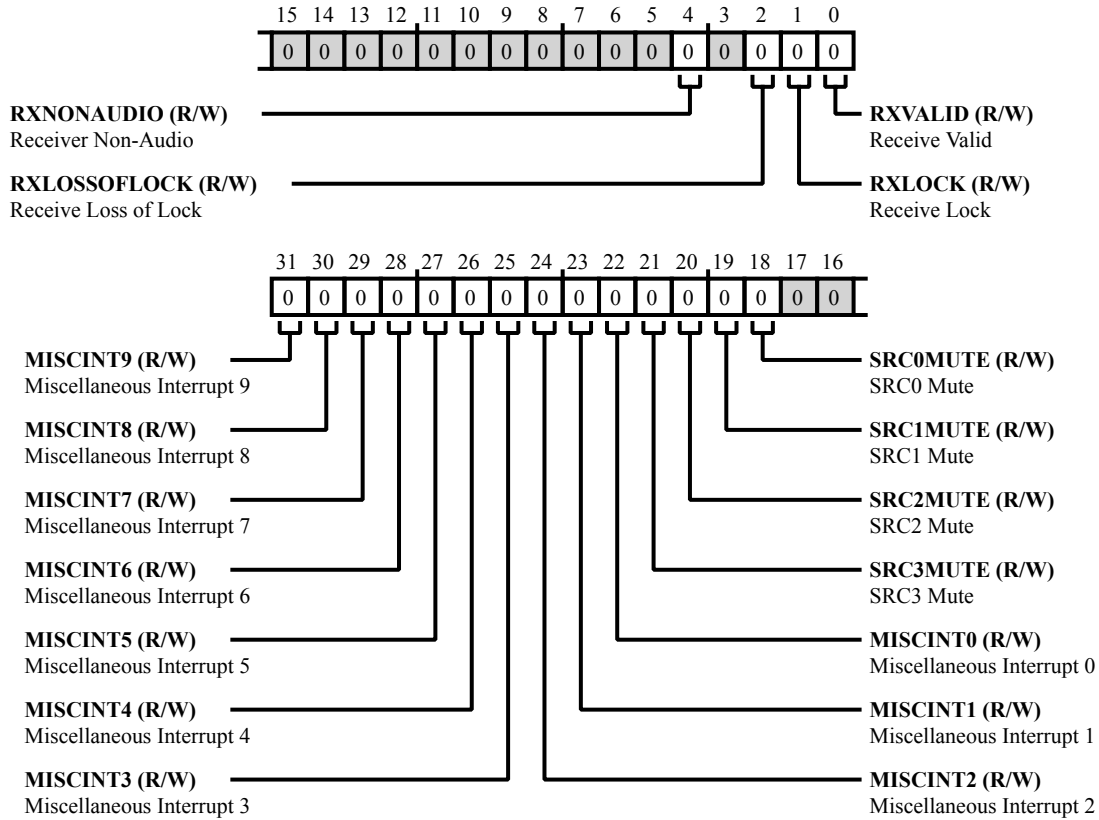 15 14 13 12 11 10 9 8 7 6 5 4 3 2 1 0
0 0 0 0 0 0 0 0 0 0 0 0 0 0 0 0
RXNONAUDIO (R/W) RXVALID (R/W)
Receiver Non-Audio Receive Valid
RXLOSSOFLOCK (R/W) RXLOCK (R/W)
Receive Loss of Lock Receive Lock
31 30 29 28 27 26 25 24 23 22 21 20 19 18 17 16
0 0 0 0 0 0 0 0 0 0 0 0 0 0 0 0
MISCINT9 (R/W) SRC0MUTE (R/W)
Miscellaneous Interrupt 9 SRC0 Mute
MISCINT8 (R/W) SRC1MUTE (R/W)
Miscellaneous Interrupt 8 SRC1 Mute
MISCINT7 (R/W) SRC2MUTE (R/W)
Miscellaneous Interrupt 7 SRC2 Mute
MISCINT6 (R/W) SRC3MUTE (R/W)
Miscellaneous Interrupt 6 SRC3 Mute
MISCINT5 (R/W) MISCINT0 (R/W)
Miscellaneous Interrupt 5 Miscellaneous Interrupt 0
MISCINT4 (R/W) MISCINT1 (R/W)
Miscellaneous Interrupt 4 Miscellaneous Interrupt 1
MISCINT3 (R/W) MISCINT2 (R/W)
Miscellaneous Interrupt 3 Miscellaneous Interrupt 2